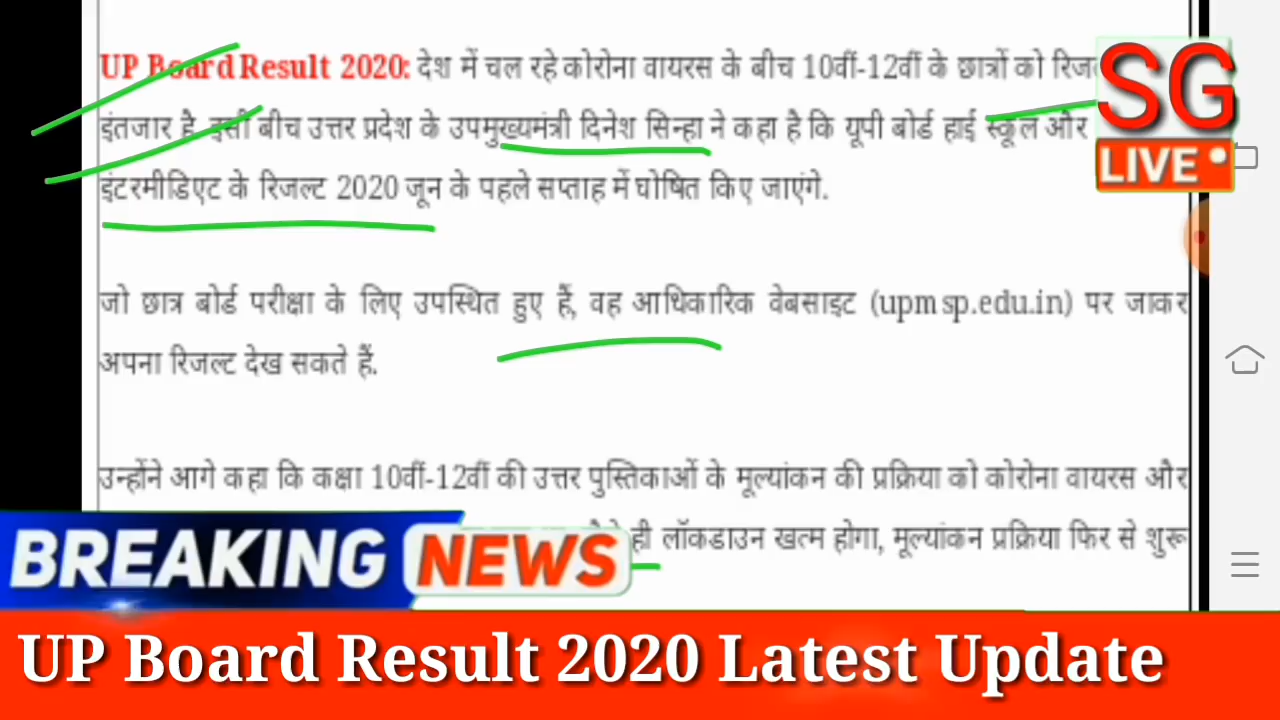 UP Board Result 2020: देश में चल रहे कोरोना वायरस के बीच 10वीं-12वीं के छात्रों को
इंतजार है. इसी बीच उत्तर प्रदेश के उपमुख्यमंत्री दिनेश सिन्हा ने कहा है कि यूपी बोर्ड हाई स्कूल और
इंटरमीडिएट के रिजल्ट 2020 जून के पहले सप्ताह में घोषित किए जाएंगे.
जो छात्र बोर्ड परीक्षा के लिए उपस्थित हुए हैं, वह आधिकारिक वेबसाइट (upmsp.edu.in) पर जाकर
अपना रिजल्ट देख सकते हैं.
उन्होंने आगे कहा कि कक्षा 10वीं-12वीं की उत्तर पुस्तिकाओं के मूल्यांकन की प्रक्रिया को कोरोना वायरस और
ही लॉकडाउन खत्म होगा, मूल्यांकन प्रक्रिया फिर से शुरू
SG
LIVE
BREAKING NEWS
UP Board Result 2020 Latest Update